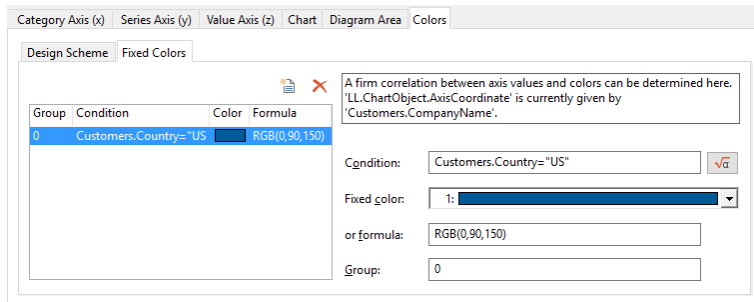 Category Axis (x) Series Axis (y) Value Axis (z) Chart Diagram Area Colors
Design Scheme Fixed Colors
A firm correlation between axis values and colors can be determined here.
'LL.ChartObject.AxisCoordinate' is currently given by
'Customers.CompanyName'.
Group Condition Color Formula
0 Customers.Country="US RGB(0,90,150)
Condition: Customers.Country="US" √α
Fixed color: 1:
or formula: RGB(0,90,150)
Group: 0